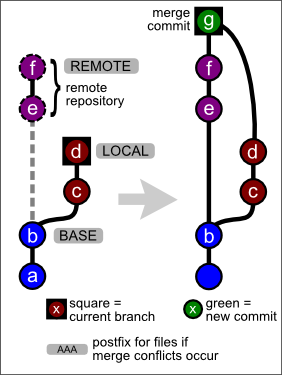 merge
commit
g
f
REMOTE
f
remote
repository
e
e
d
LOCAL
d
c
c
b
BASE
b
a
x
square =
current branch
x
green =
new commit
AAA
postfix for files if
merge conflicts occur